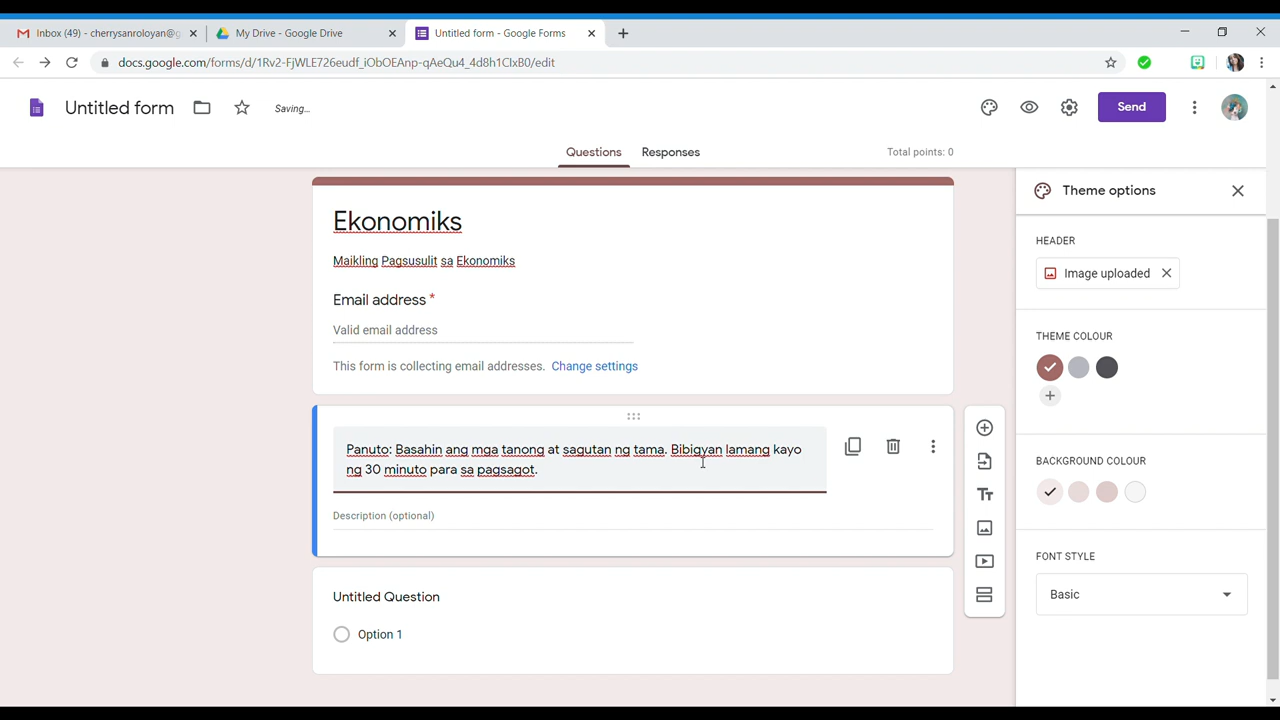 Inbox (49) - cherrysanroloyan@g
My Drive - Google Drive
Untitled form - Google Forms
docs.google.com/forms/d/1Rv2-FjWLE726eudf_iObOEAnp-qAeQu4_4d8h1ClxB0/edit
Untitled form
Saving...
Send
Questions
Responses
Total points: 0
Ekonomiks
Maikling Pagsusulit sa Ekonomiks
Email address *
Valid email address
This form is collecting email addresses. Change settings
Panuto: Basahin ang mga tanong at sagutan ng tama. Bibigyan lamang kayo
ng 30 minuto para sa pagsagot.
Description (optional)
Untitled Question
Option 1
Theme options
HEADER
Image uploaded
THEME COLOUR
BACKGROUND COLOUR
FONT STYLE
Basic